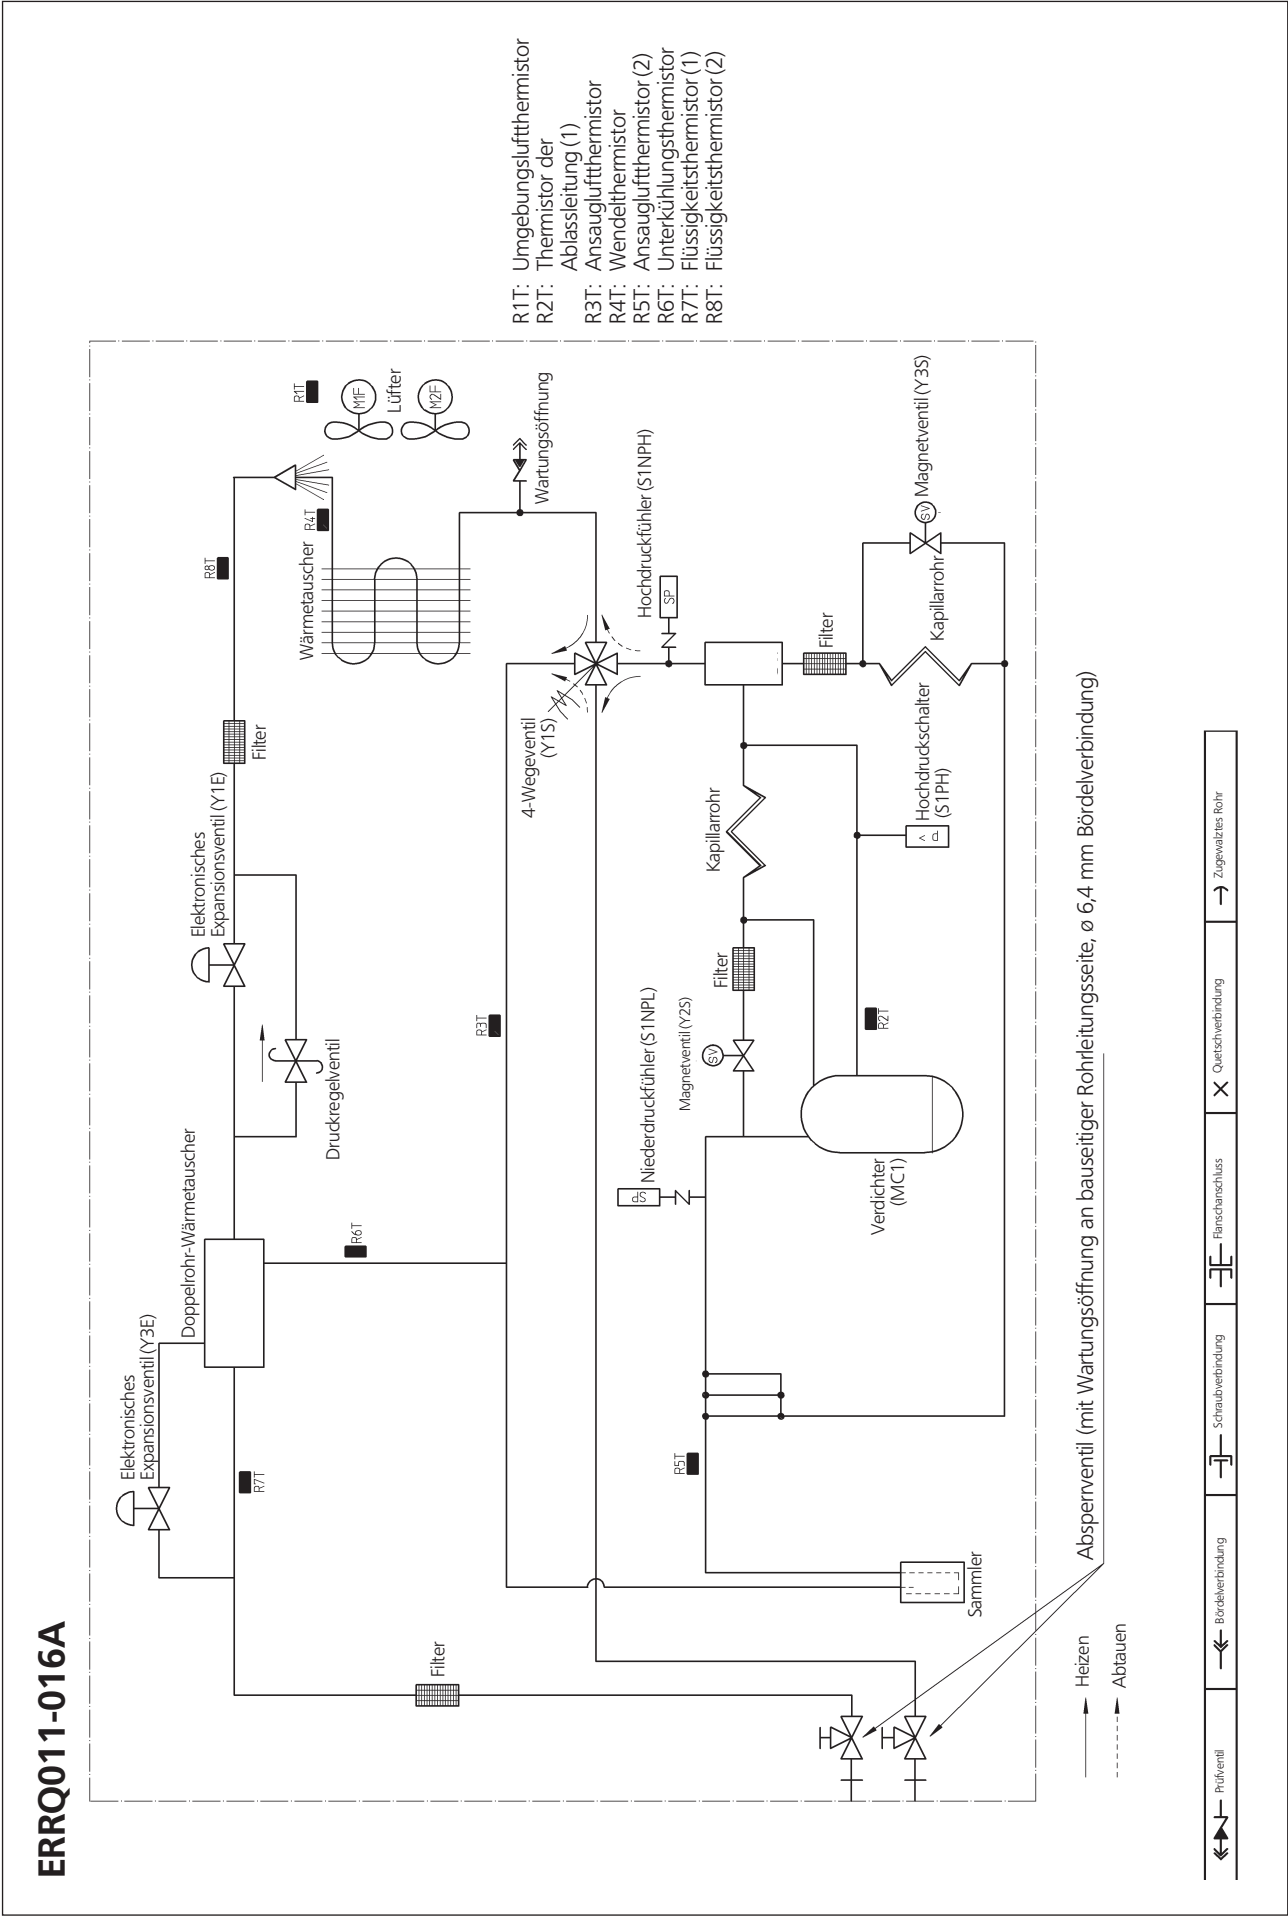 ERRQ011-016A
Elektronisches
Expansionsventil (Y3E)
Doppelrohr-Wärmetauscher
Elektronisches
Expansionsventil (Y1E)
Filter
R8T
R7T
R6T
Druckregelventil
Wärmetauscher
R4T
R1T
M1F
Lüfter
M2F
Wartungsöffnung
R3T
4-Wegeventil
(Y1S)
Filter
Hochdruckfühler (S1NPH)
SP
Niederdruckfühler (S1NPL)
SP
Magnetventil (Y2S)
SV
Filter
Kapillarrohr
R5T
Filter
Kapillarrohr
SV
Magnetventil (Y3S)
Verdichter
(MC1)
R2T
P >
Hochdruckschalter
(S1PH)
Sammler
R1T: Umgebungsluftthermistor
R2T: Thermistor der
Ablassleitung (1)
R3T: Ansaugluftthermistor
R4T: Wendelthermistor
R5T: Ansaugluftthermistor (2)
R6T: Unterkühlungsthermistor
R7T: Flüssigkeitsthermistor (1)
R8T: Flüssigkeitsthermistor (2)
Absperrventil (mit Wartungsöffnung an bauseitiger Rohrleitungsseite, ø 6,4 mm Bördelverbindung)
Heizen
Abtauen
Prüfventil
Bördelverbindung
Schraubverbindung
Flanschanschluss
Quetschverbindung
Zugewalztes Rohr